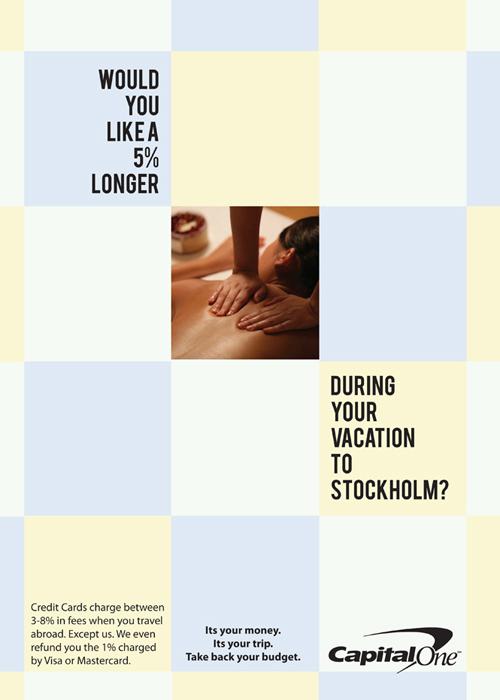 WOULD
YOU
LIKE A
5%
LONGER
DURING
YOUR
VACATION
TO
STOCKHOLM?
Credit Cards charge between
3-8% in fees when you travel
abroad. Except us. We even
refund you the 1% charged
by Visa or Mastercard.
Its your money.
Its your trip.
Take back your budget.
Capital One